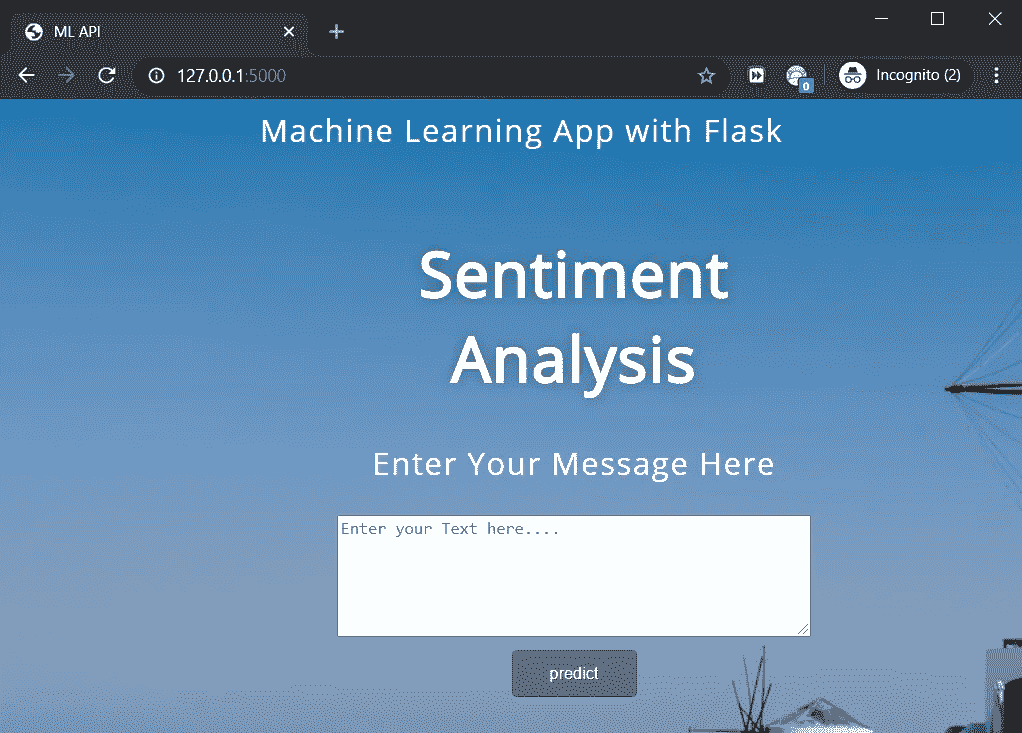 ML API
127.0.0.1:5000
0
Incognito (2)
Machine Learning App with Flask
Sentiment
Analysis
Enter Your Message Here
Enter your Text here....
predict